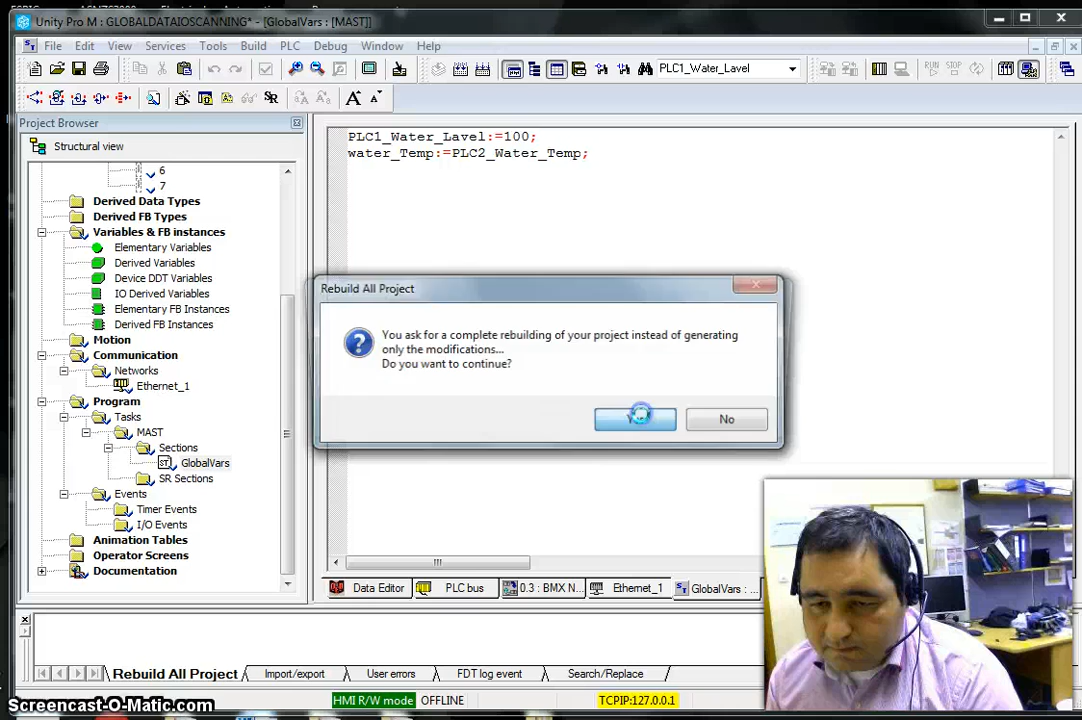 Unity Pro M : GLOBALDATAIOSCANNING* - [GlobalVars : [MAST]]
File Edit View Services Tools Build PLC Debug Window Help
PLC1_Water_Level
RUN STOP
SR A A
Project Browser
Structural view
6
7
Derived Data Types
Derived FB Types
Variables & FB instances
Elementary Variables
Derived Variables
Device DDT Variables
IO Derived Variables
Elementary FB Instances
Derived FB Instances
Motion
Communication
Networks
Ethernet_1
Program
Tasks
MAST
Sections
GlobalVars
SR Sections
Events
Timer Events
I/O Events
Animation Tables
Operator Screens
Documentation
PLC1_Water_Lavel:=100;
water_Temp:=PLC2_Water_Temp;
Rebuild All Project
You ask for a complete rebuilding of your project instead of generating
only the modifications...
Do you want to continue?
No
Data Editor PLC bus 0.3 : BMX N... Ethernet_1 GlobalVars : ...
Rebuild All Project Import/export User errors FDT log event Search/Replace
HMI R/W mode OFFLINE TCPIP:127.0.0.1
Screencast-O-Matic.com